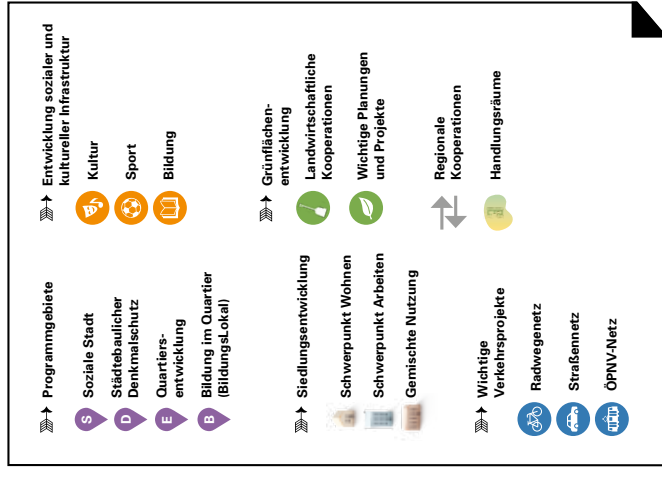 Programmgebiete
S
Soziale Stadt
D
Städtebaulicher
Denkmalschutz
E
Quartiers-
entwicklung
B
Bildung im Quartier
(BildungsLokal)
Siedlungsentwicklung
Schwerpunkt Wohnen
Schwerpunkt Arbeiten
Gemischte Nutzung
Wichtige
Verkehrsprojekte
Radwegenetz
Straßennetz
ÖPNV-Netz
Entwicklung sozialer und
kultureller Infrastruktur
Kultur
Sport
Bildung
Grünflächen-
entwicklung
Landwirtschaftliche
Kooperationen
Wichtige Planungen
und Projekte
Regionale
Kooperationen
Handlungsräume